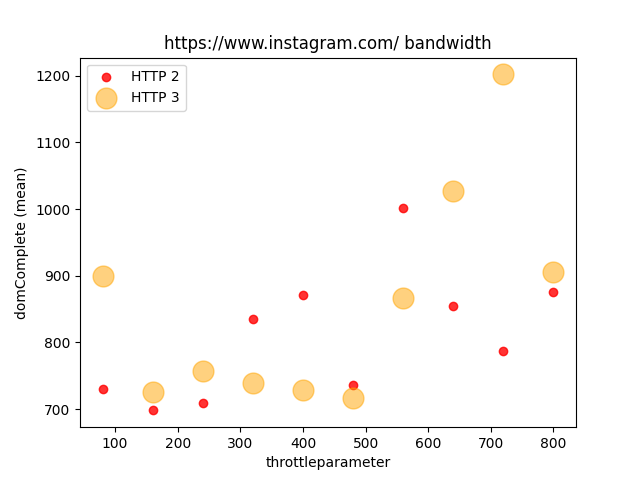 https://www.instagram.com/ bandwidth
HTTP 2
HTTP 3
domComplete (mean)
1200
1100
1000
900
800
700
100 200 300 400 500 600 700 800
throttleparameter